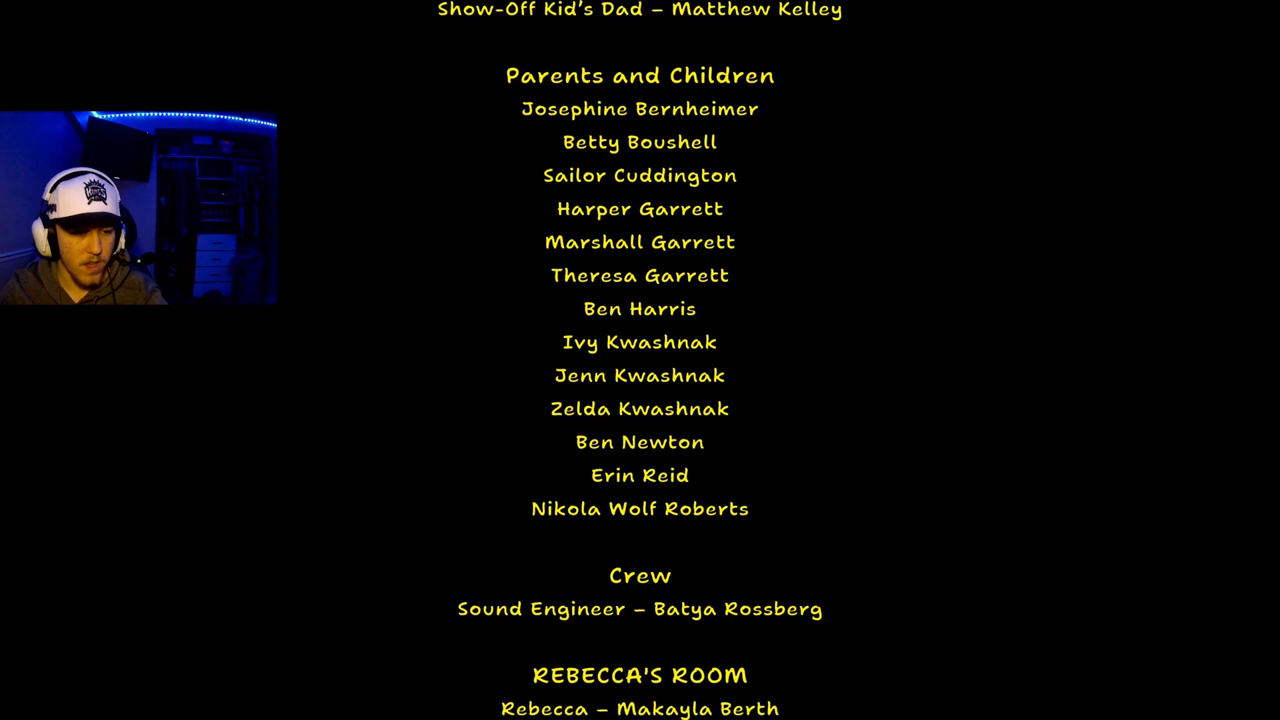 Show-Off Kid's Dad – Matthew Kelley
Parents and Children
Josephine Bernheimer
Betty Boushell
Sailor Cuddington
Harper Garrett
Marshall Garrett
Theresa Garrett
Ben Harris
Ivy Kwashnak
Jenn Kwashnak
Zelda Kwashnak
Ben Newton
Erin Reid
Nikola Wolf Roberts
Crew
Sound Engineer – Batya Rossberg
REBECCA'S ROOM
Rebecca – Makayla Berth